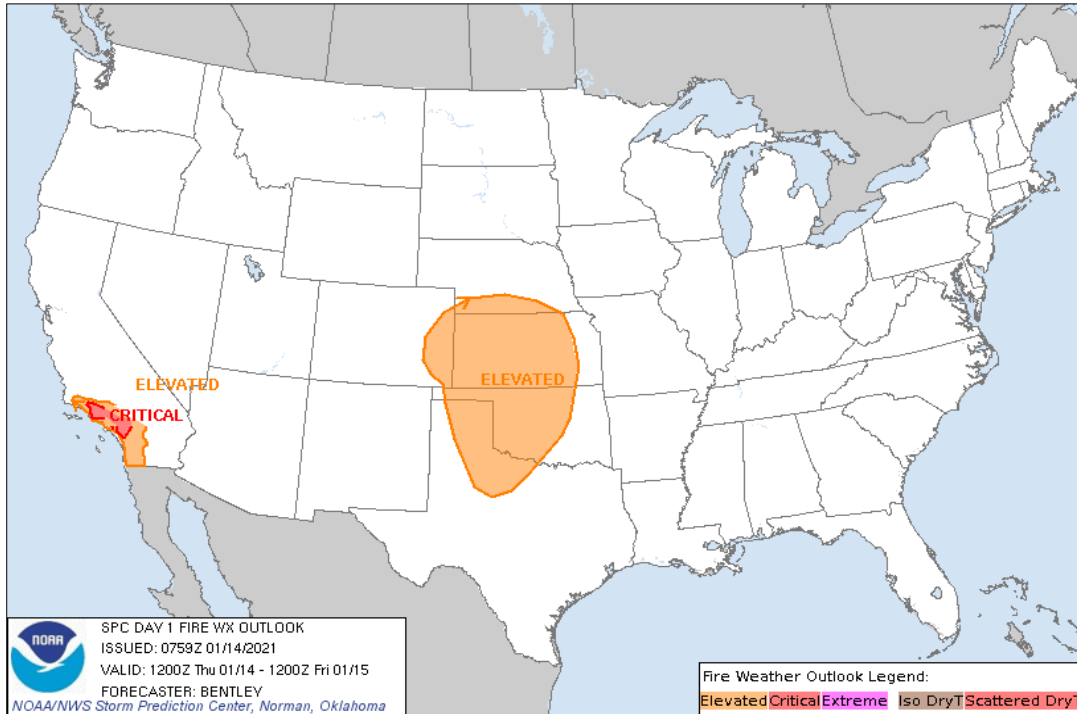 ELEVATED
ELEVATED
CRITICAL
NOAA
SPC DAY 1 FIRE WX OUTLOOK
ISSUED: 0759Z 01/14/2021
VALID: 1200Z Thu 01/14 - 1200Z Fri 01/15
FORECASTER: BENTLEY
NOAA/NWS Storm Prediction Center, Norman, Oklahoma
Fire Weather Outlook Legend:
Elevated Critical Extreme Iso DryT Scattered DryT